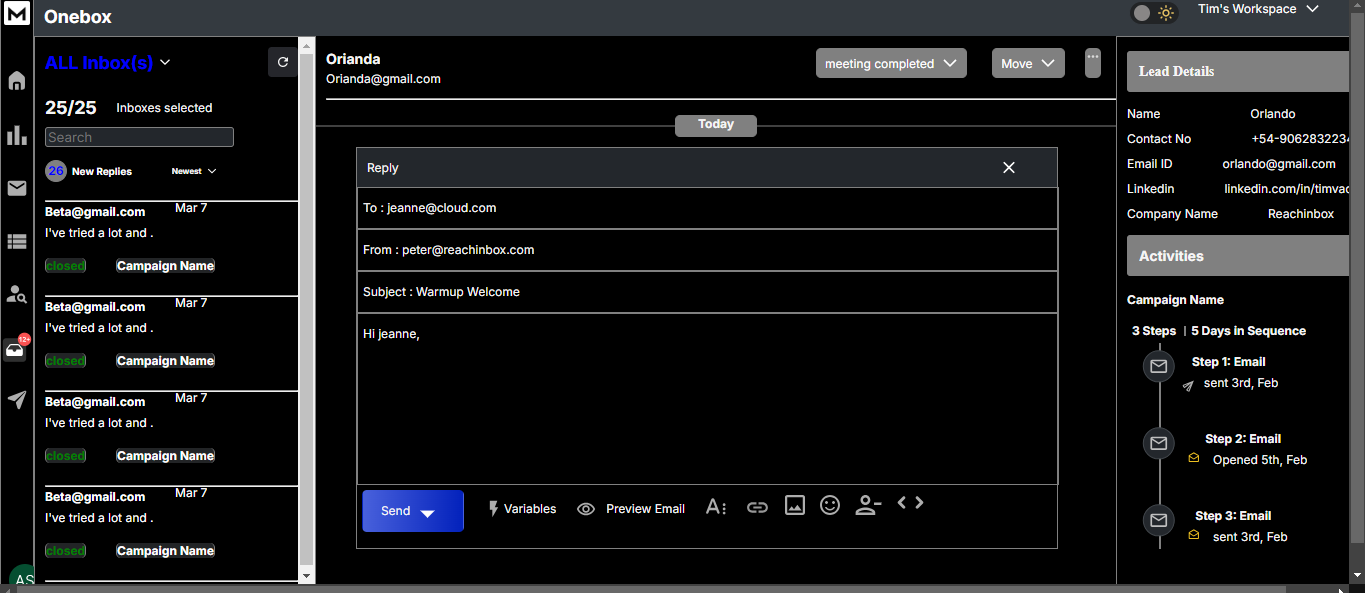 M
Onebox
Tim's Workspace
ALL Inbox(s)
25/25 Inboxes selected
Search
26 New Replies Newest
Beta@gmail.com Mar 7
I've tried a lot and .
closed Campaign Name
Beta@gmail.com Mar 7
I've tried a lot and .
closed Campaign Name
Beta@gmail.com Mar 7
I've tried a lot and .
closed Campaign Name
Beta@gmail.com Mar 7
I've tried a lot and .
closed Campaign Name
12+
AS
Orianda
Orianda@gmail.com
meeting completed
Move
...
Today
Reply
To : jeanne@cloud.com
From : peter@reachinbox.com
Subject : Warmup Welcome
Hi jeanne,
Send Variables Preview Email A
Lead Details
Name Orlando
Contact No +54-9062832234
Email ID orlando@gmail.com
Linkedin linkedin.com/in/timvad
Company Name Reachinbox
Activities
Campaign Name
3 Steps | 5 Days in Sequence
Step 1: Email
sent 3rd, Feb
Step 2: Email
Opened 5th, Feb
Step 3: Email
sent 3rd, Feb